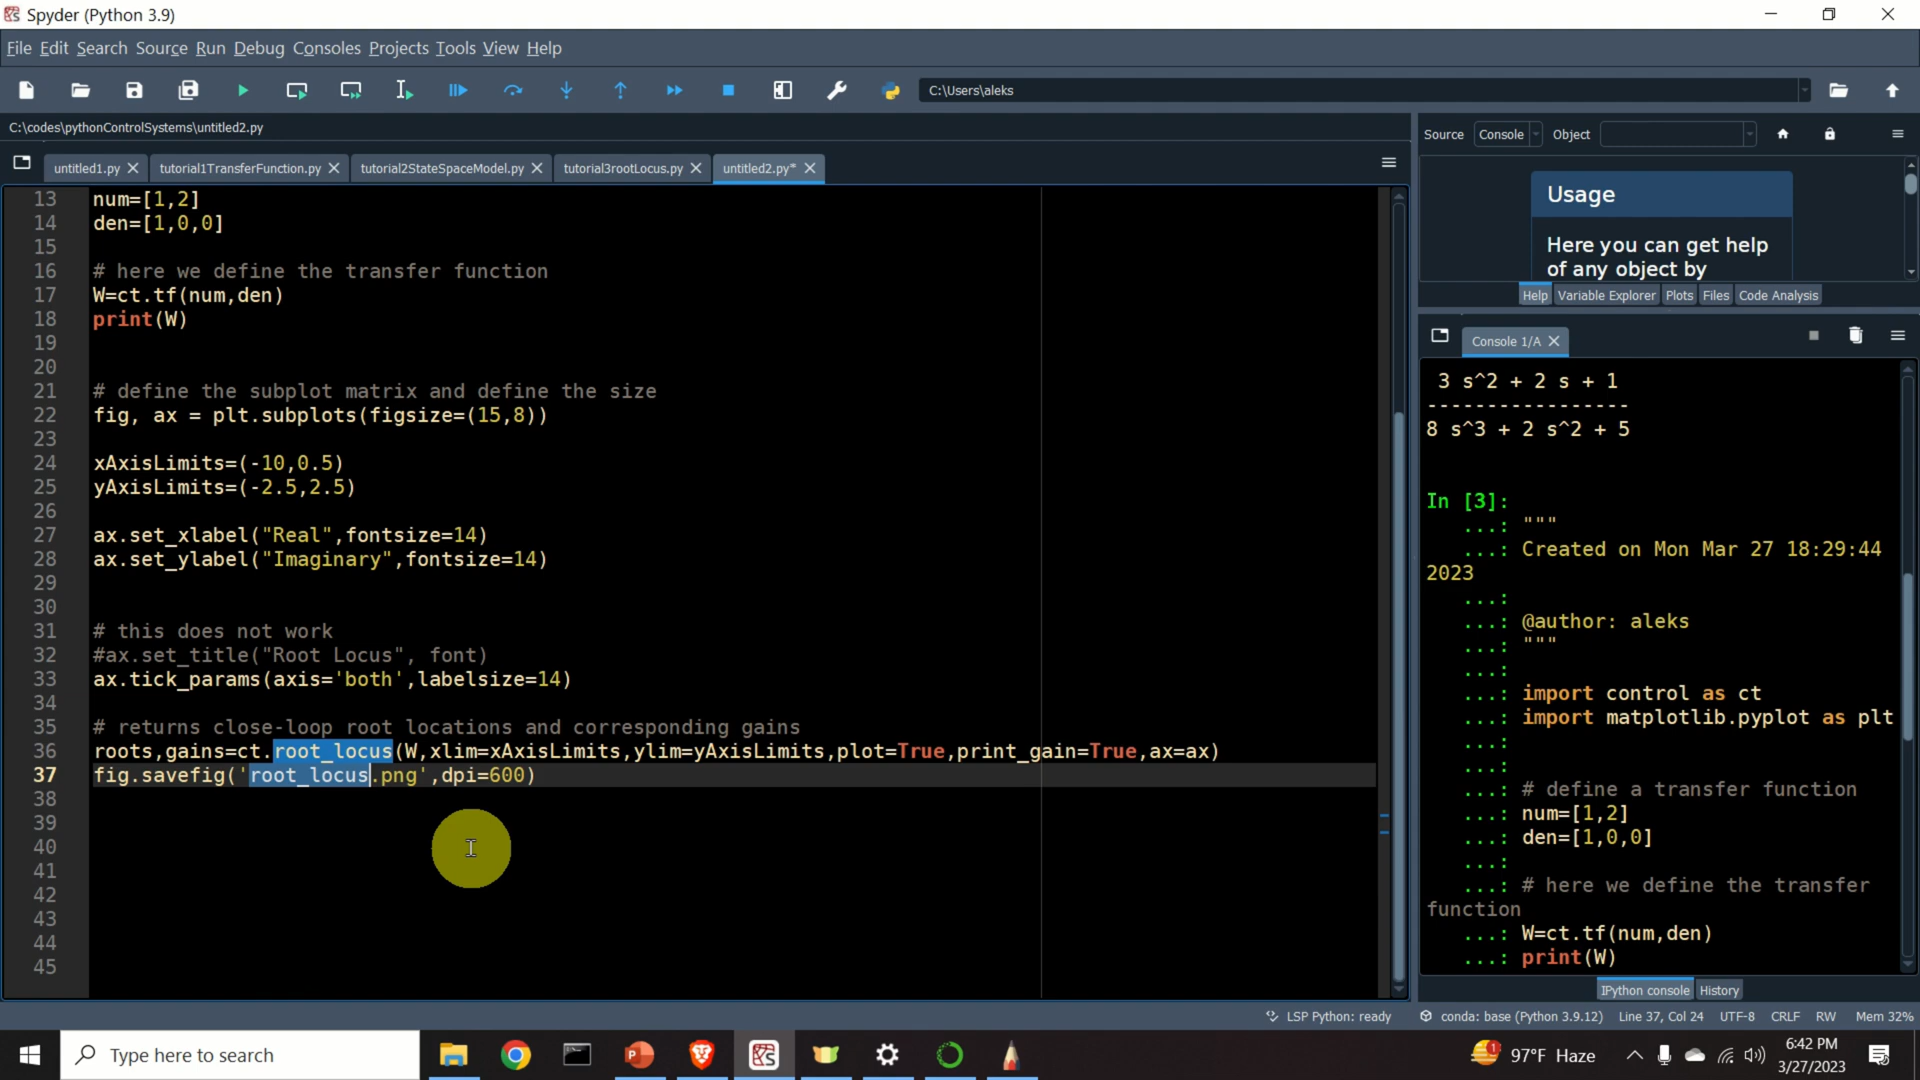 Spyder (Python 3.9)
File Edit Search Source Run Debug Consoles Projects Tools View Help
C:\Users\aleks
C:\codes\pythonControlSystems\untitled2.py
untitled1.py tutorial1TransferFunction.py tutorial2StateSpaceModel.py tutorial3rootLocus.py untitled2.py*
13 num=[1,2]
14 den=[1,0,0]
15
16 # here we define the transfer function
17 W=ct.tf(num,den)
18 print(W)
19
20
21 # define the subplot matrix and define the size
22 fig, ax = plt.subplots(figsize=(15,8))
23
24 xAxisLimits=(-10,0.5)
25 yAxisLimits=(-2.5,2.5)
26
27 ax.set_xlabel("Real",fontsize=14)
28 ax.set_ylabel("Imaginary",fontsize=14)
29
30
31 # this does not work
32 #ax.set_title("Root Locus", font)
33 ax.tick_params(axis='both',labelsize=14)
34
35 # returns close-loop root locations and corresponding gains
36 roots,gains=ct.root_locus(W,xlim=xAxisLimits,ylim=yAxisLimits,plot=True,print_gain=True,ax=ax)
37 fig.savefig('root_locus.png',dpi=600)
38
39
40
41
42
43
44
45
Source Console Object
Usage
Here you can get help
of any object by
Help Variable Explorer Plots Files Code Analysis
Console 1/A
3 s^2 + 2 s + 1
-----------------
8 s^3 + 2 s^2 + 5
In [3]:
...: """
...: Created on Mon Mar 27 18:29:44
2023
...:
...: @author: aleks
...: """
...:
...: import control as ct
...: import matplotlib.pyplot as plt
...:
...:
...: # define a transfer function
...: num=[1,2]
...: den=[1,0,0]
...:
...: # here we define the transfer
function
...: W=ct.tf(num,den)
...: print(W)
IPython console History
LSP Python: ready conda: base (Python 3.9.12) Line 37, Col 24 UTF-8 CRLF RW Mem 32%
Type here to search
1 97°F Haze
6:42 PM
3/27/2023